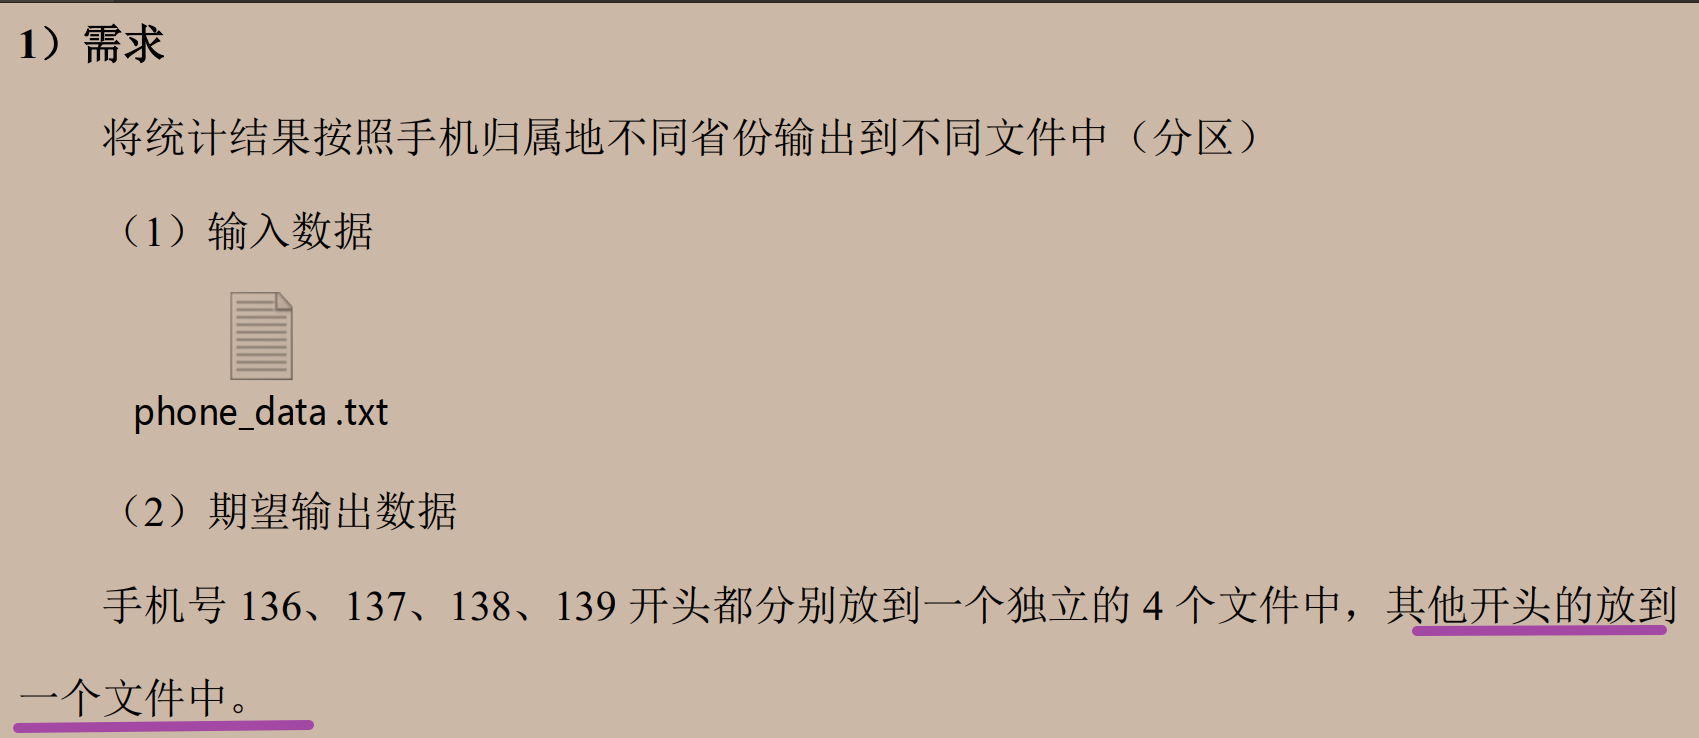 1）需求
将统计结果按照手机归属地不同省份输出到不同文件中（分区）
（1）输入数据
phone_data .txt
（2）期望输出数据
手机号 136、137、138、139 开头都分别放到一个独立的 4 个文件中，其他开头的放到
一个文件中。